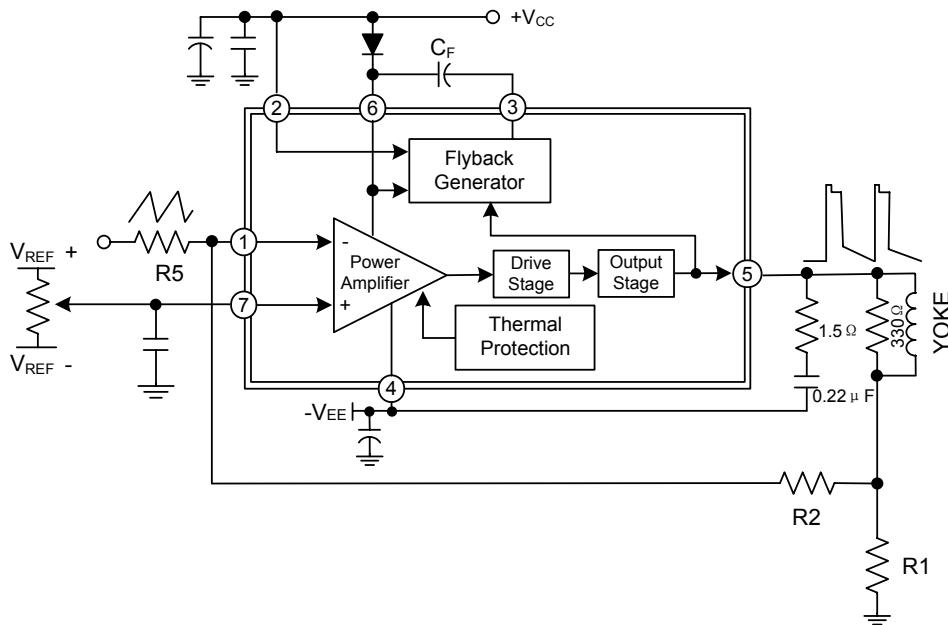 +VCC
CF
2
6
3
Flyback
Generator
R5
1
-
VREF +
Power
Amplifier
Drive
Stage
Output
Stage
5
7
+
1.5 Ω
330 Ω
YOKE
Thermal
Protection
VREF -
4
0.22 μ F
-VEE
R2
R1